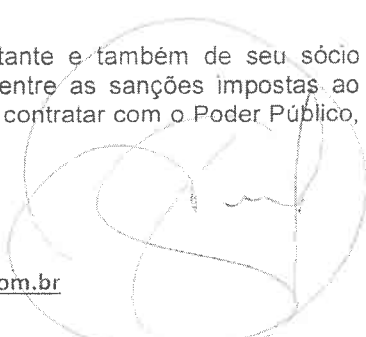 tante e também de seu sócio
entre as sanções impostas ao
contratar com o Poder Público,
om.br